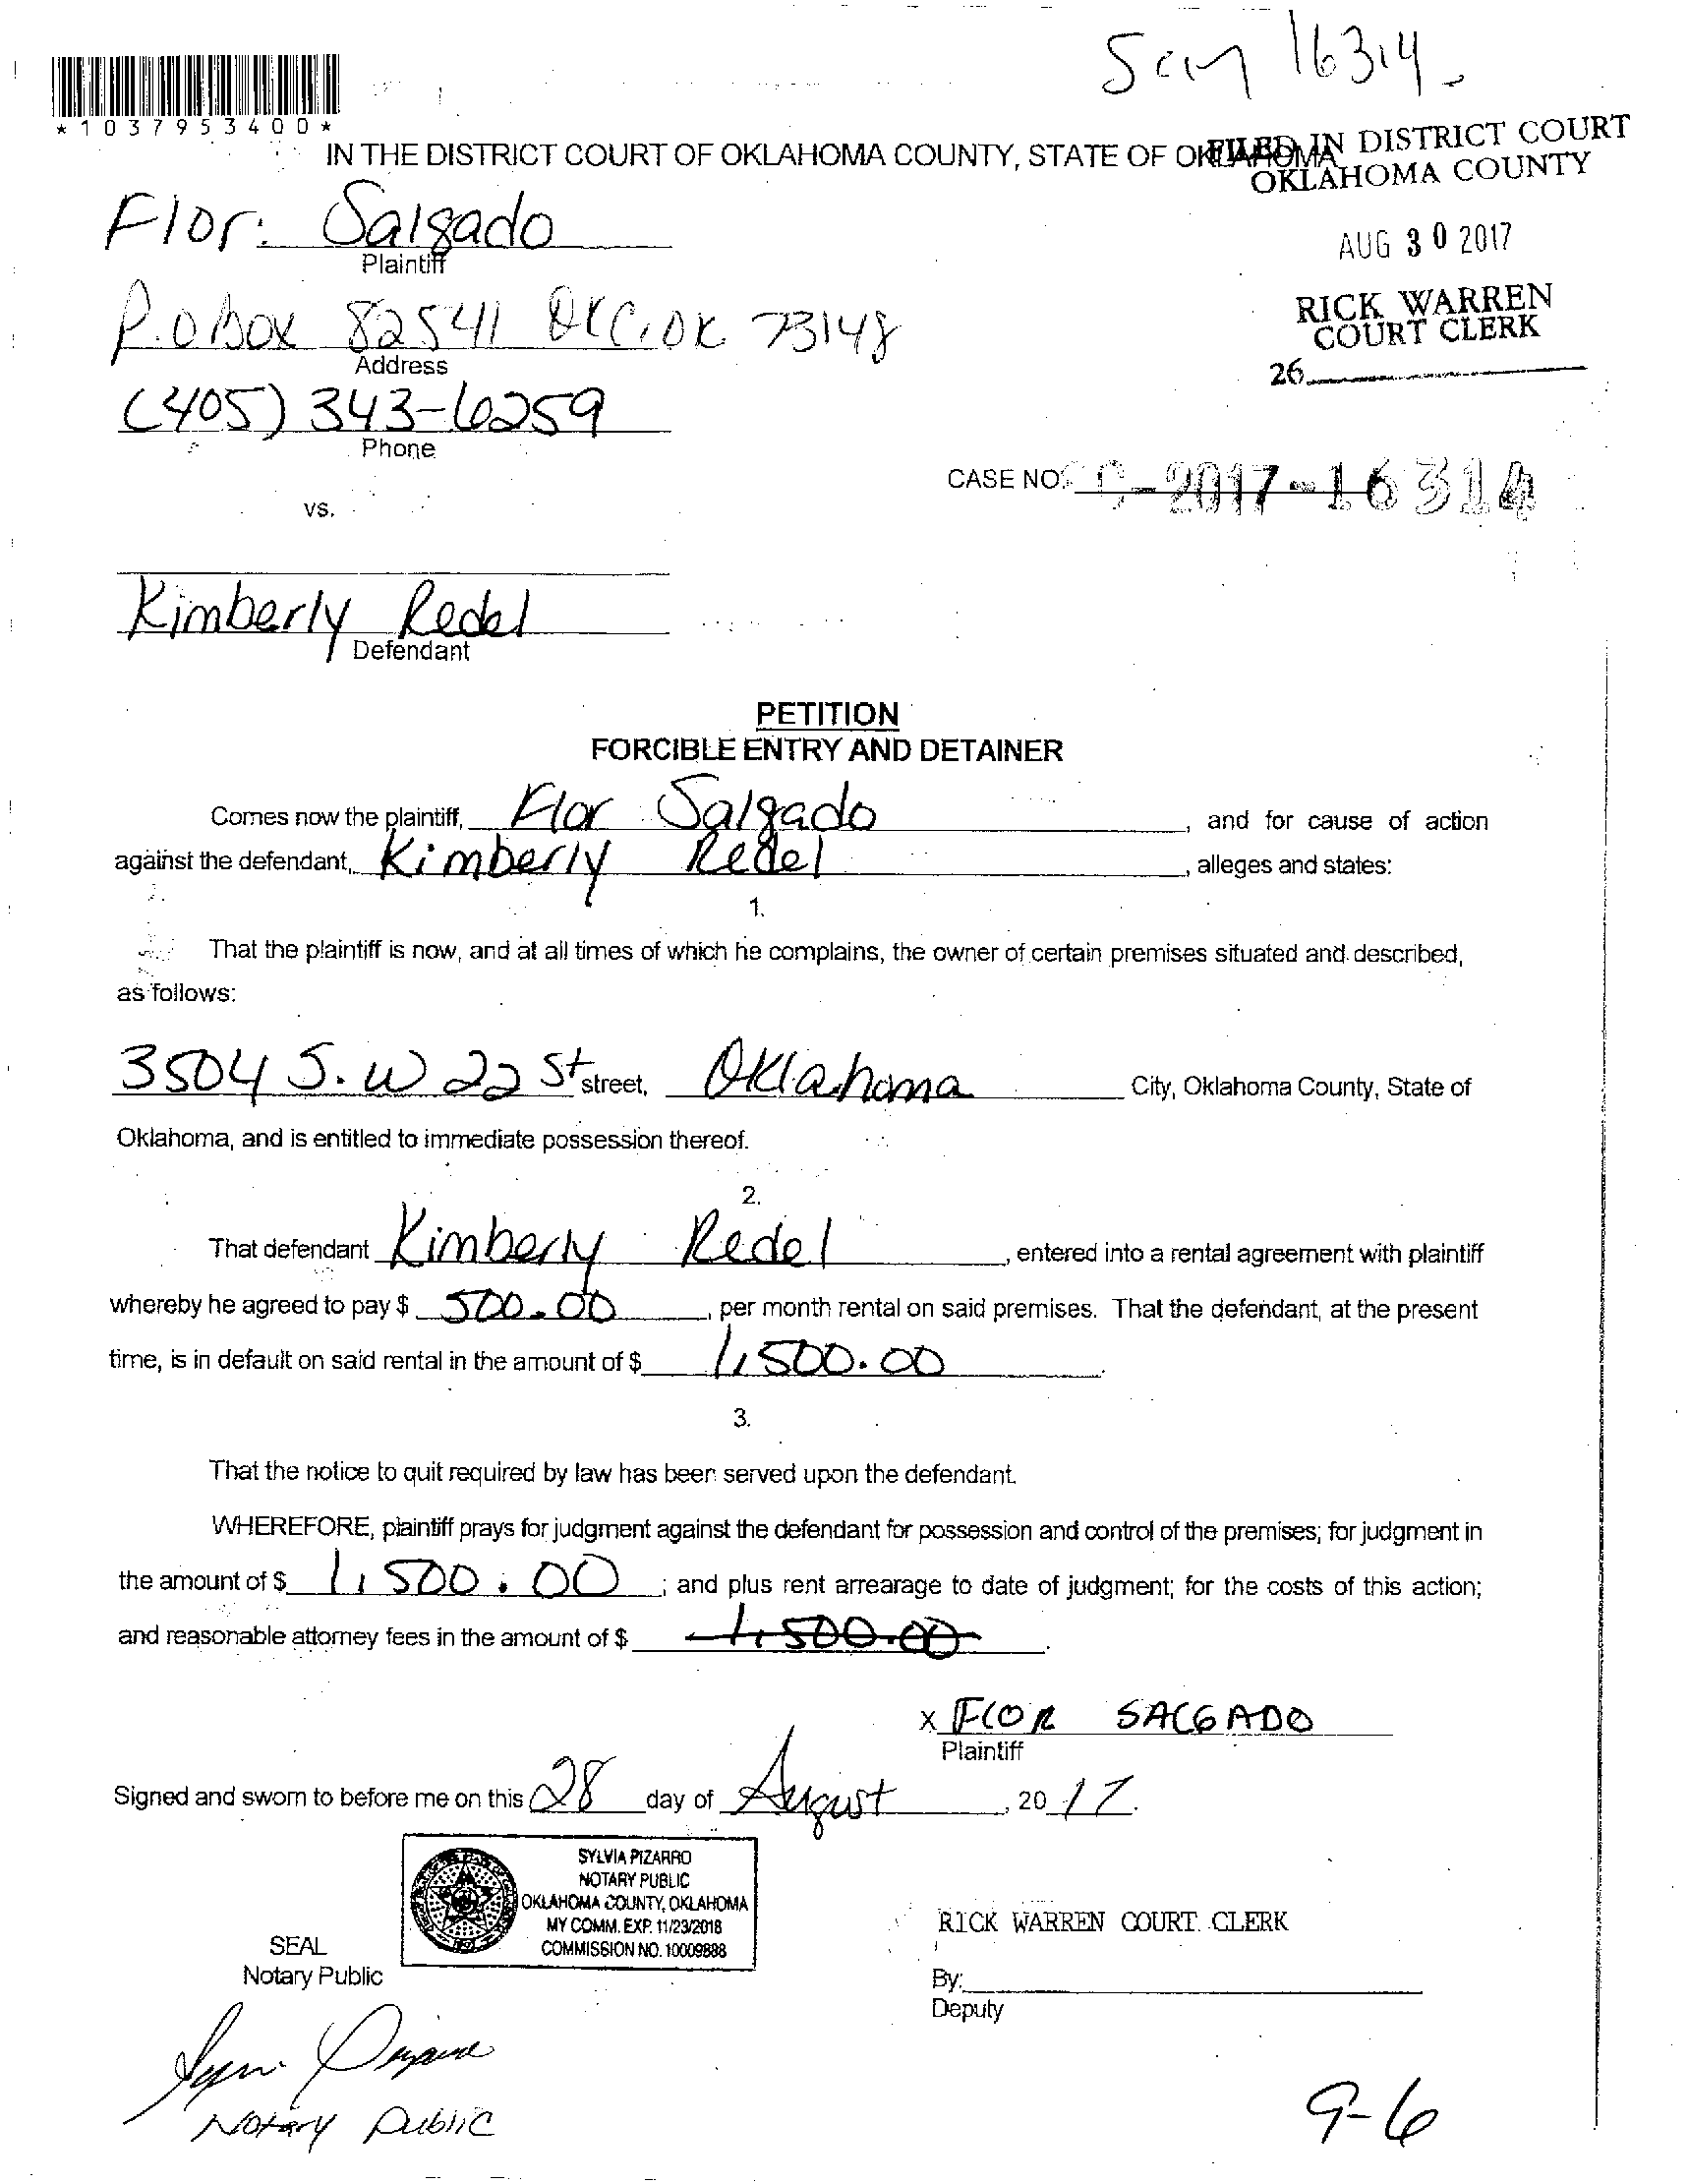 16314
*1037953400*
IN THE DISTRICT COURT OF OKLAHOMA COUNTY, STATE OF OKLAHOMA
FILED IN DISTRICT COURT
OKLAHOMA COUNTY
AUG 30 2017
RICK WARREN
COURT CLERK
26
Flor Salgado
Plaintiff
P.O Box 82541 OKC, OK 73148
Address
(405) 343-6259
Phone
CASE NO. C-2017-16314
vs.
Kimberly Redel
Defendant
PETITION
FORCIBLE ENTRY AND DETAINER
Comes now the plaintiff, Flor Salgado, and for cause of action
against the defendant, Kimberly Redel, alleges and states:
1.
That the plaintiff is now, and at all times of which he complains, the owner of certain premises situated and described,
as follows:
3504 S.W 22 St street, Oklahoma City, Oklahoma County, State of
Oklahoma, and is entitled to immediate possession thereof.
2.
That defendant Kimberly Redel, entered into a rental agreement with plaintiff
whereby he agreed to pay $ 500.00, per month rental on said premises. That the defendant, at the present
time, is in default on said rental in the amount of $ 1,500.00.
3.
That the notice to quit required by law has been served upon the defendant.
WHEREFORE, plaintiff prays for judgment against the defendant for possession and control of the premises; for judgment in
the amount of $ 1,500.00; and plus rent arrearage to date of judgment; for the costs of this action;
and reasonable attorney fees in the amount of $ 1,500.00.
X FLOR SALGADO
Plaintiff
Signed and sworn to before me on this 28 day of August, 2017.
SYLVIA PIZARRO
NOTARY PUBLIC
OKLAHOMA COUNTY, OKLAHOMA
MY COMM. EXP. 11/23/2018
COMMISSION NO. 10009888
SEAL
Notary Public
RICK WARREN COURT CLERK
By:
Deputy
Notary Public
9-6